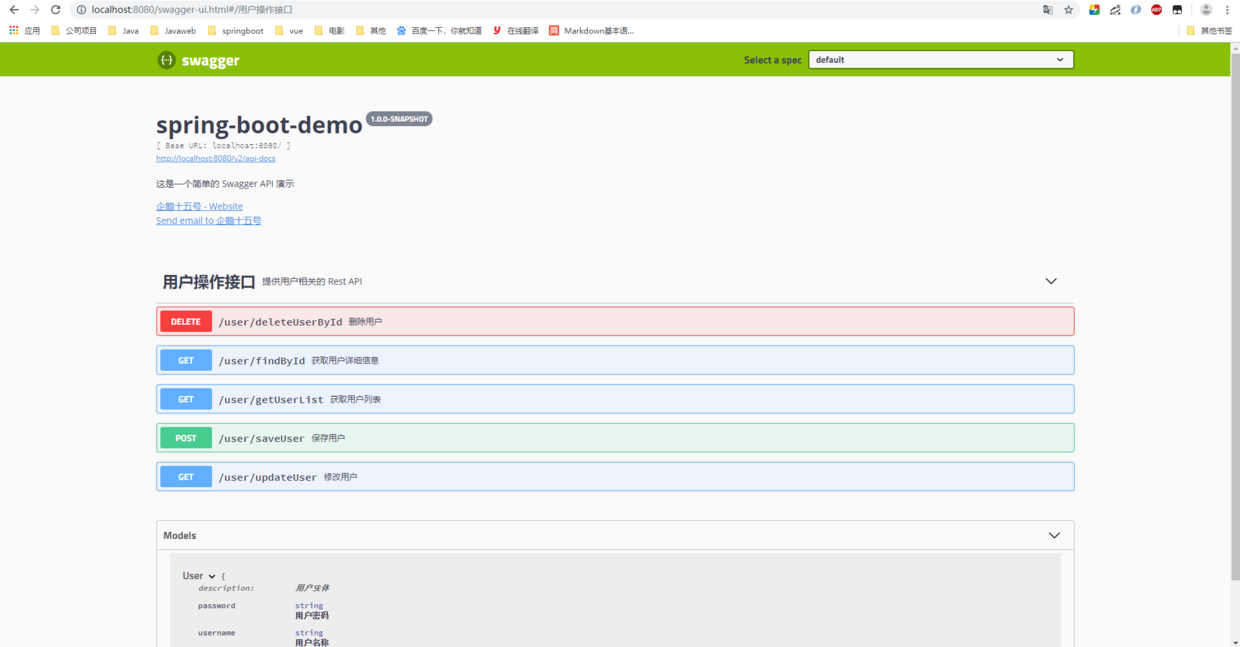 localhost:8080/swagger-ui.html#/用户操作接口
应用 公司项目 Java Javaweb springboot vue 电影 其他 百度一下，你就知道 在线翻译 简 Markdown基本语... 其他书签
swagger Select a spec default
spring-boot-demo 1.0.0-SNAPSHOT
[ Base URL: localhost:8080/ ]
http://localhost:8080/v2/api-docs
这是一个简单的 Swagger API 演示
企鹅十五号 - Website
Send email to 企鹅十五号
用户操作接口 提供用户相关的 Rest API
DELETE /user/deleteUserById 删除用户
GET /user/findById 获取用户详细信息
GET /user/getUserList 获取用户列表
POST /user/saveUser 保存用户
GET /user/updateUser 修改用户
Models
User {
description: 用户实体
password string
用户密码
username string
用户名称